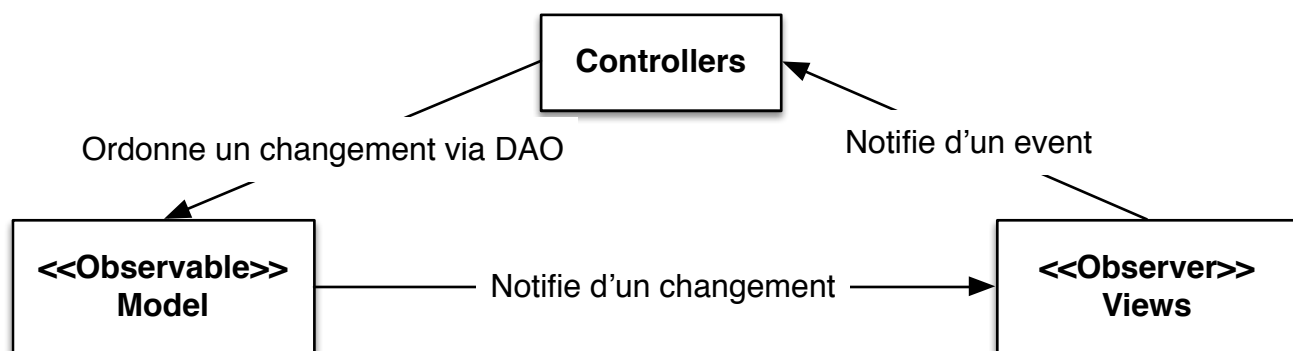 Controllers
Ordonne un changement via DAO
Notifie d'un event
<<Observable>>
Model
Notifie d'un changement
<<Observer>>
Views